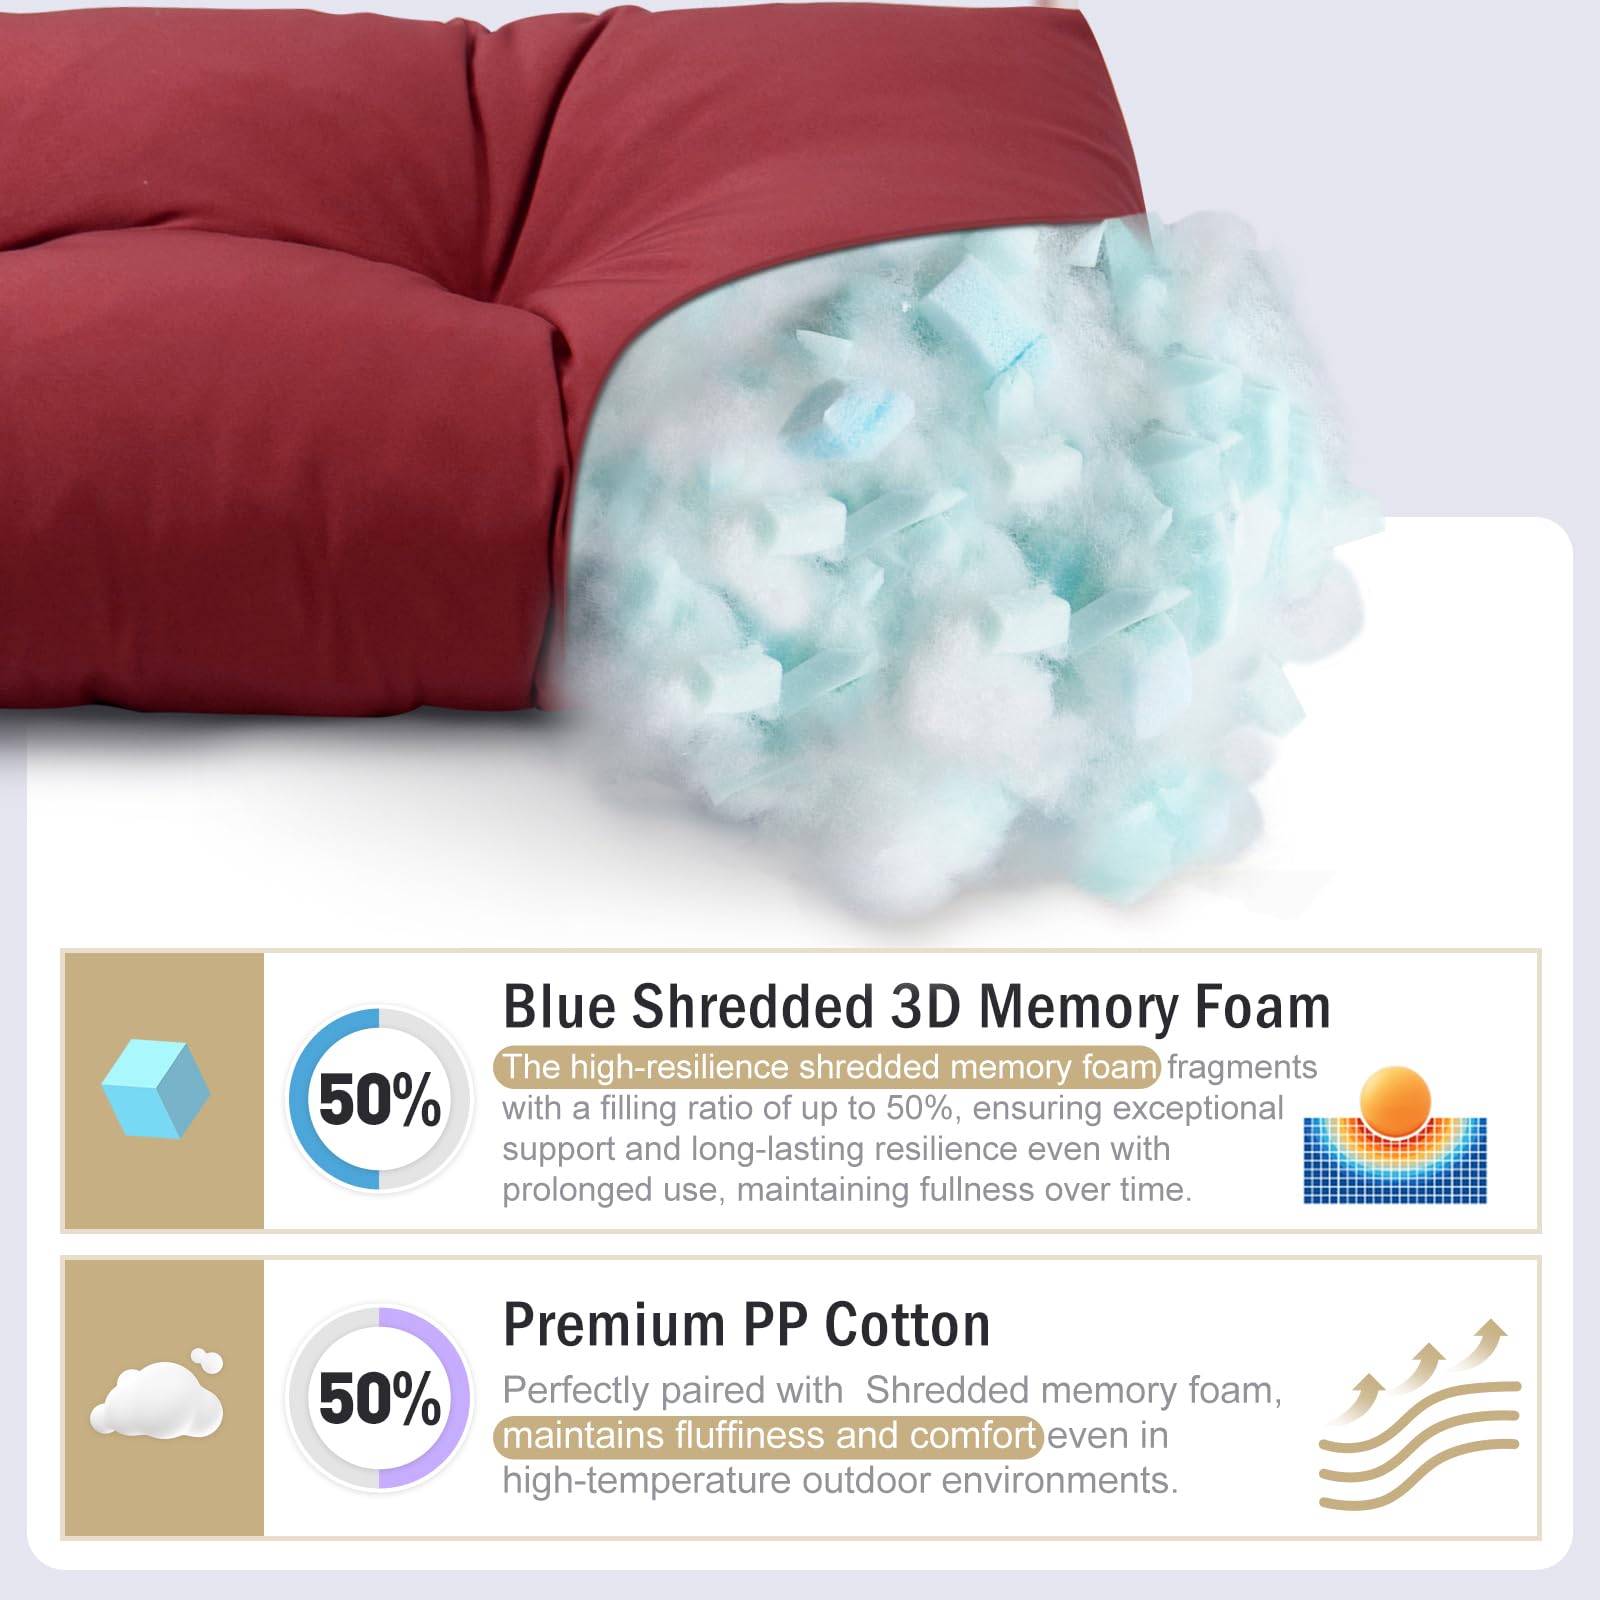 50%
Blue Shredded 3D Memory Foam
The high-resilience shredded memory foam fragments
with a filling ratio of up to 50%, ensuring exceptional
support and long-lasting resilience even with
prolonged use, maintaining fullness over time.
50%
Premium PP Cotton
Perfectly paired with  Shredded memory foam,
maintains fluffiness and comfort even in
high-temperature outdoor environments.